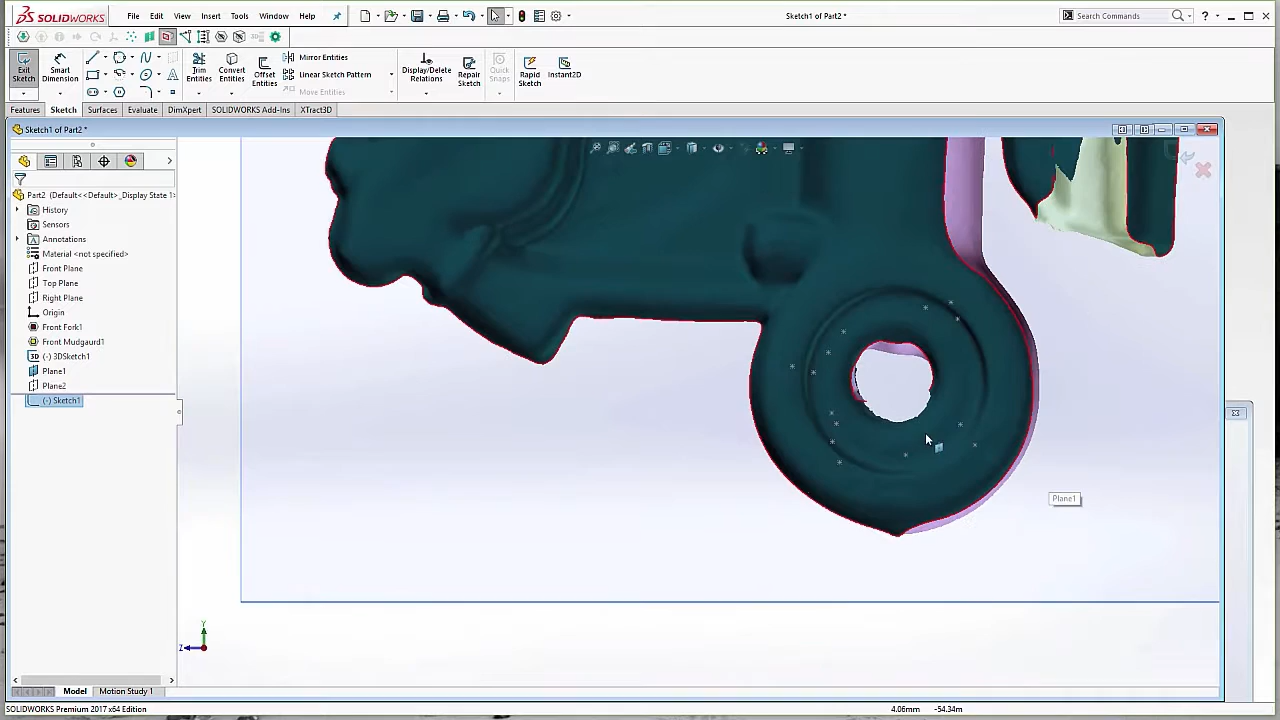 SOLIDWORKS File Edit View Insert Tools Window Help Sketch1 of Part2 * Search Commands ?
Exit Sketch Smart Dimension Trim Entities Convert Entities Offset Entities Mirror Entities Linear Sketch Pattern Move Entities Display/Delete Relations Repair Sketch Quick Snaps Rapid Sketch Instant2D
Features Sketch Surfaces Evaluate DimXpert SOLIDWORKS Add-Ins XTract3D
Sketch1 of Part2 *
Part2 (Default<<Default>_Display State 1>
History
Sensors
Annotations
Material <not specified>
Front Plane
Top Plane
Right Plane
Origin
Front Fork1
Front Mudgaurd1
(-) 3DSketch1
Plane1
Plane2
(-) Sketch1
Plane1
Y
Z
Model Motion Study 1
SOLIDWORKS Premium 2017 x64 Edition 4.06mm -54.34m